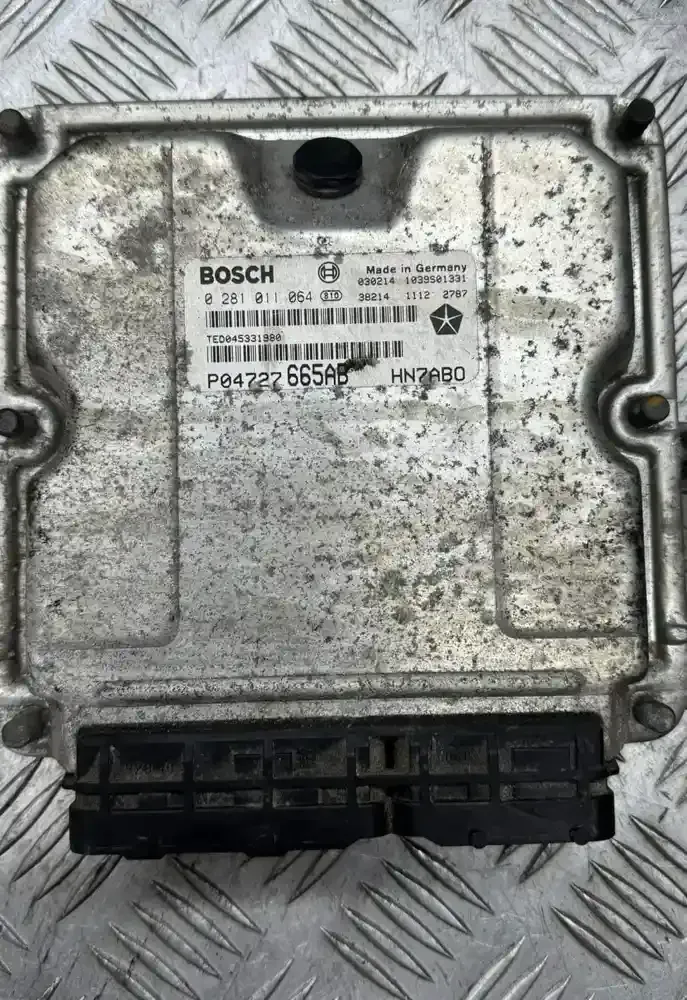 BOSCH Made in Germany
030214 1039S01331
0 281 011 064 38214 1112 2787
TED045331980
P04727665AB HN7ABO